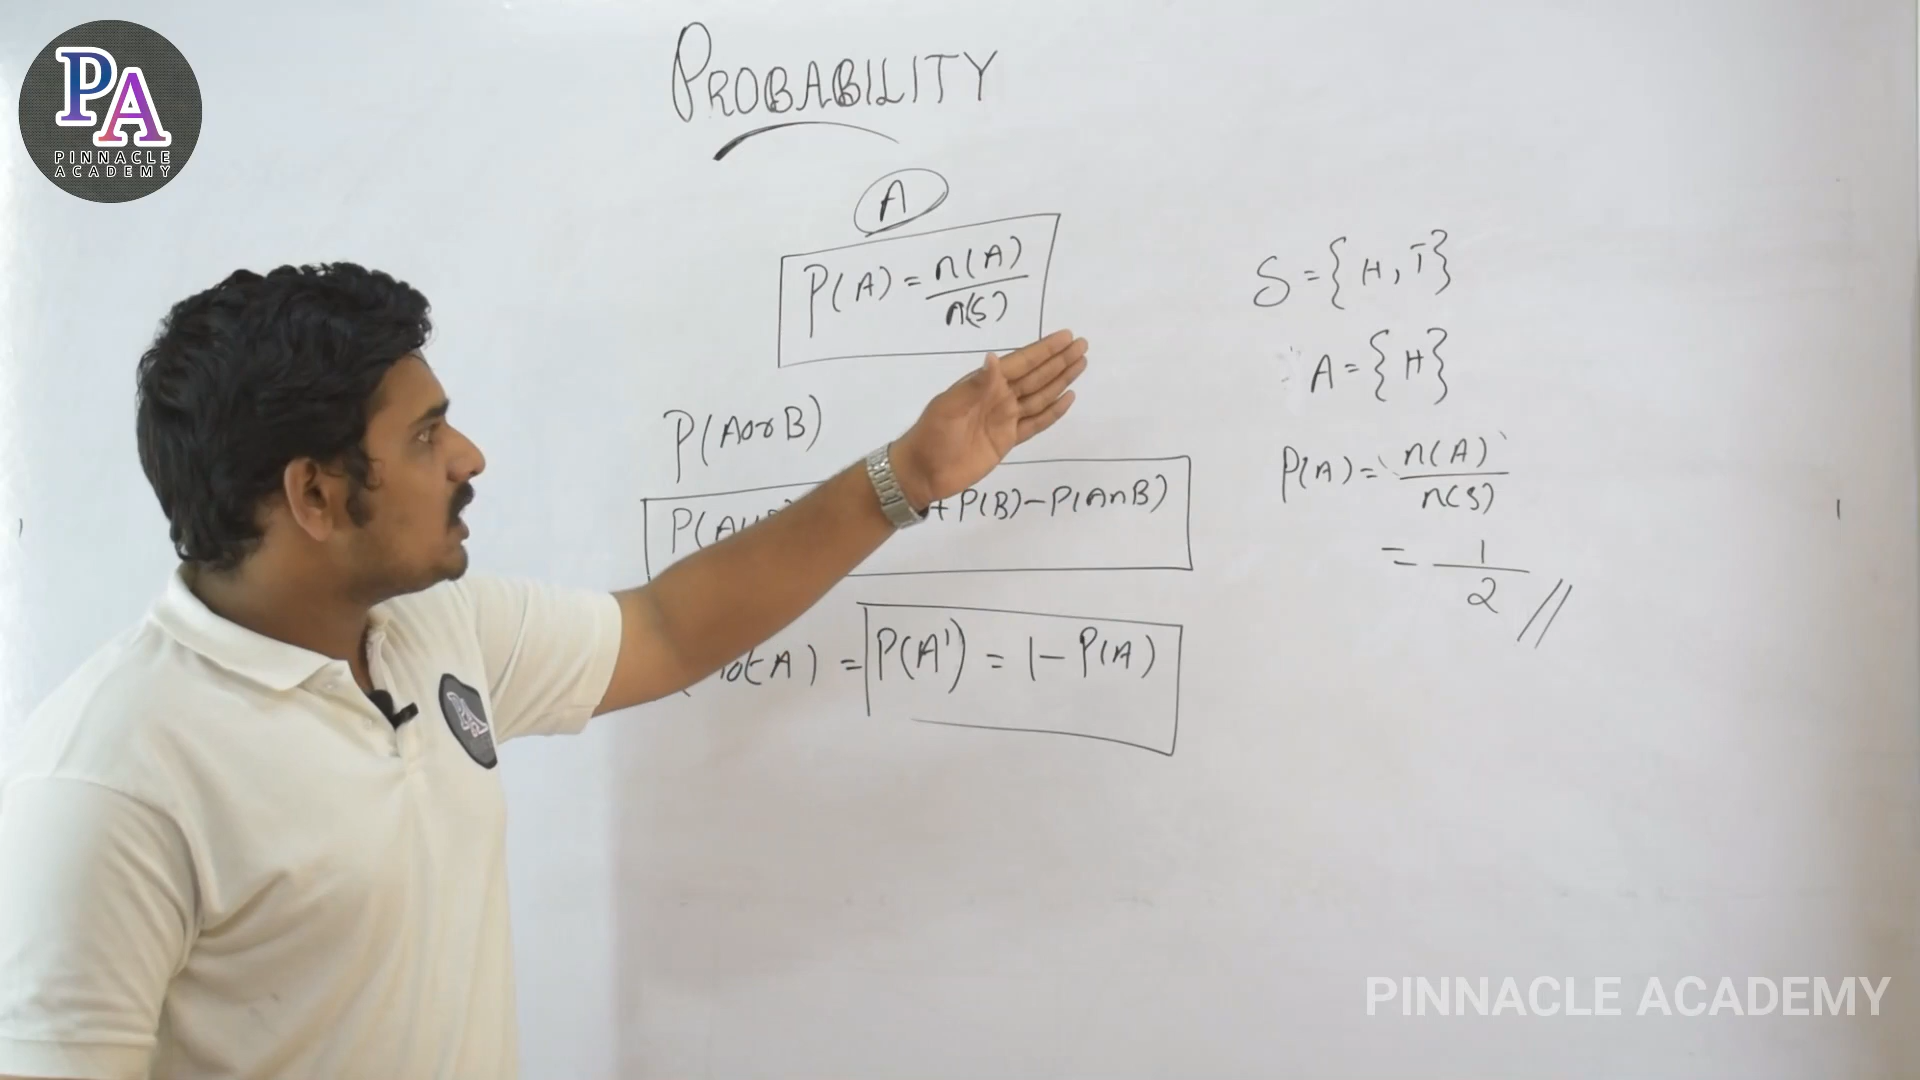 PA
PINNACLE
ACADEMY
PROBABILITY
A
P(A) = n(A)/n(S)
P(A or B)
P(A∪ + P(B) - P(A∩B)
A) = P(A') = 1 - P(A)
S = {H, T}
A = {H}
P(A) = n(A)/n(S)
= 1/2 //
PINNACLE ACADEMY